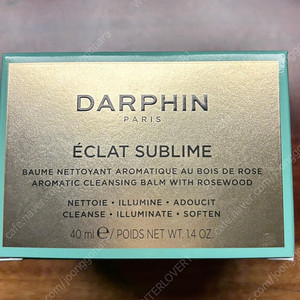 DARPHIN
PARIS
ÉCLAT SUBLIME
BAUME NETTOYANT AROMATIQUE AU BOIS DE ROSE
AROMATIC CLEANSING BALM WITH ROSEWOOD
NETTOIE • ILLUMINE • ADOUCIT
CLEANSE • ILLUMINATE • SOFTEN
40 ml ℮ / POIDS NET WT. 1.4 OZ.